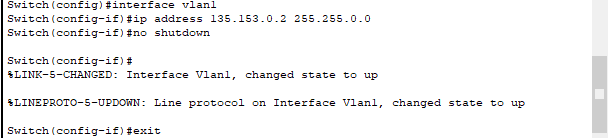 Switch(config)#interface vlan1
Switch(config-if)#ip address 135.153.0.2 255.255.0.0
Switch(config-if)#no shutdown
Switch(config-if)#
%LINK-5-CHANGED: Interface Vlan1, changed state to up
%LINEPROTO-5-UPDOWN: Line protocol on Interface Vlan1, changed state to up
Switch(config-if)#exit